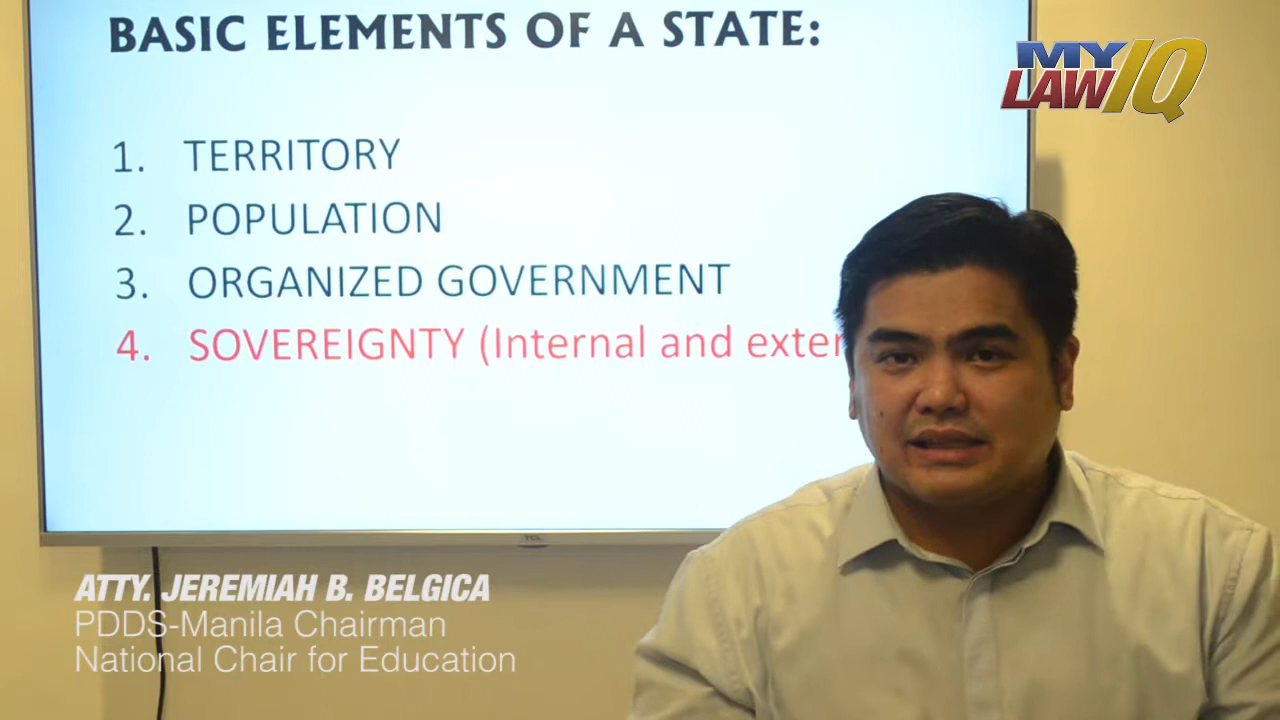 BASIC ELEMENTS OF A STATE:
MY
LAW IQ
1. TERRITORY
2. POPULATION
3. ORGANIZED GOVERNMENT
4. SOVEREIGNTY (Internal and exter
TCL
ATTY. JEREMIAH B. BELGICA
PDDS-Manila Chairman
National Chair for Education